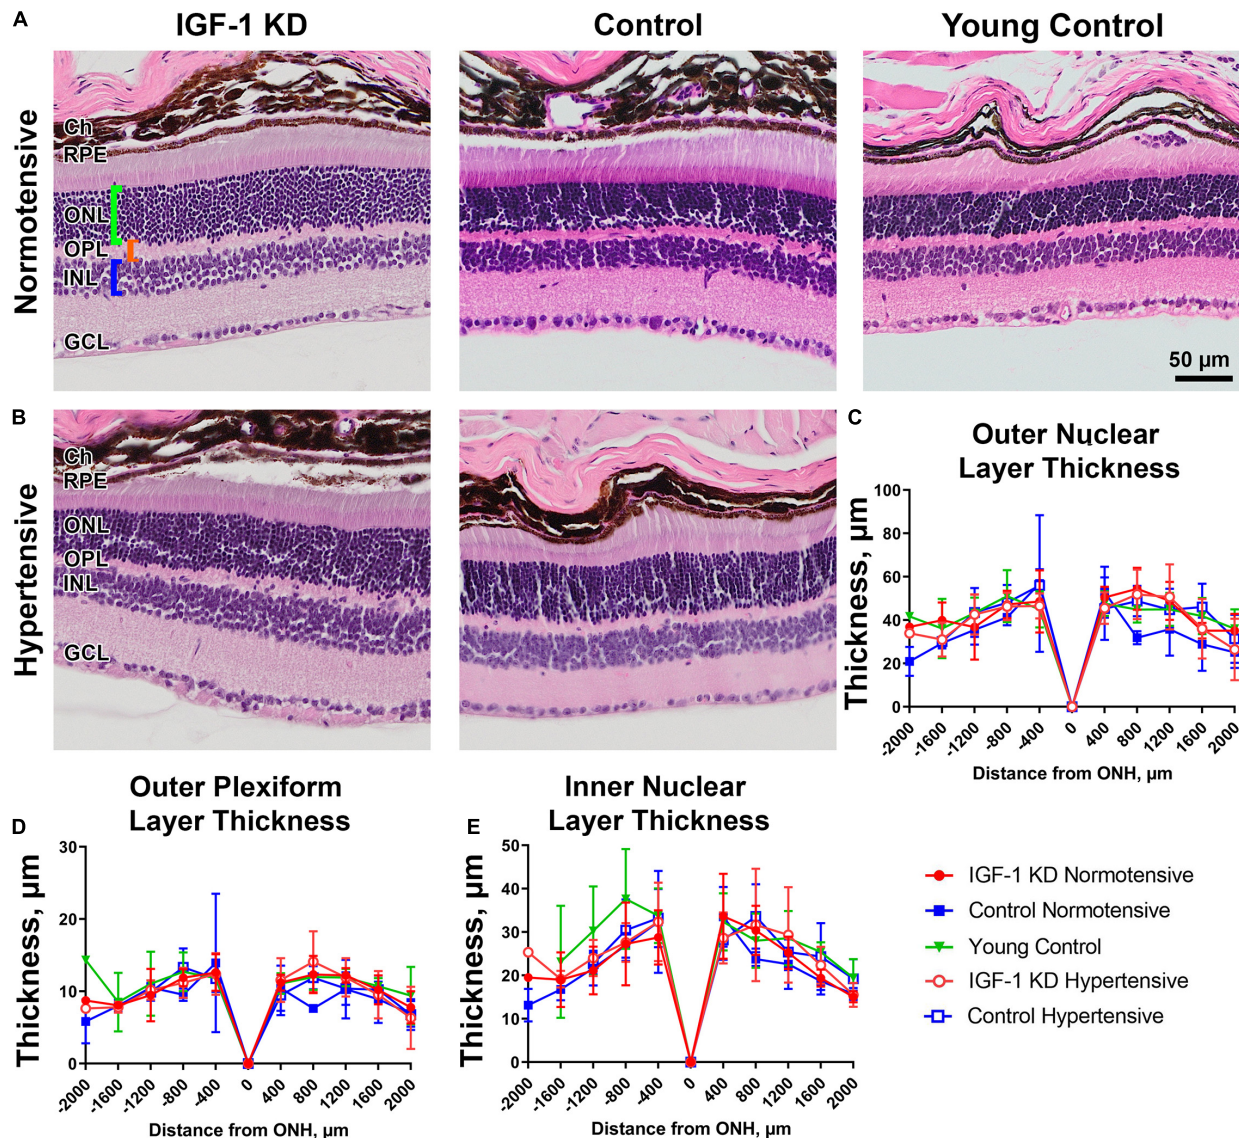 A
IGF-1 KD
Control
Young Control
Normotensive
Ch
RPE
ONL
OPL
INL
GCL
50 µm
B
Hypertensive
Ch
RPE
ONL
OPL
INL
GCL
C
Outer Nuclear
Layer Thickness
Thickness, µm
100
80
60
40
20
0
-2000
-1600
-1200
-800
-400
0
400
800
1200
1600
2000
Distance from ONH, µm
D
Outer Plexiform
Layer Thickness
Thickness, µm
30
20
10
0
-2000
-1600
-1200
-800
-400
0
400
800
1200
1600
2000
Distance from ONH, µm
E
Inner Nuclear
Layer Thickness
Thickness, µm
50
40
30
20
10
0
-2000
-1600
-1200
-800
-400
0
400
800
1200
1600
2000
Distance from ONH, µm
IGF-1 KD Normotensive
Control Normotensive
Young Control
IGF-1 KD Hypertensive
Control Hypertensive